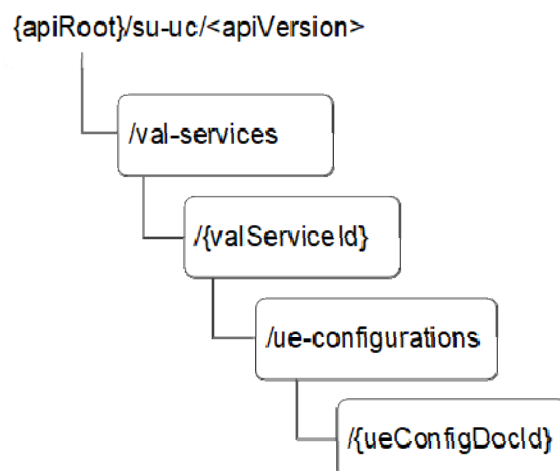 {apiRoot}/su-uc/<apiVersion>
/val-services
/{valServiceId}
/ue-configurations
/{ueConfigDocId}